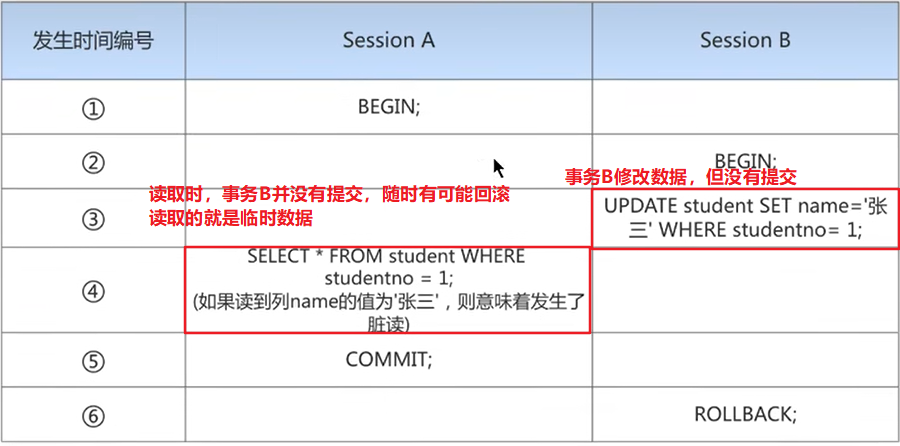 发生时间编号
Session A
Session B
①
BEGIN;
②
BEGIN;
读取时，事务B并没有提交，随时有可能回滚
读取的就是临时数据
事务B修改数据，但没有提交
③
UPDATE student SET name='张
三' WHERE studentno= 1;
④
SELECT * FROM student WHERE
studentno = 1;
(如果读到列name的值为'张三'，则意味着发生了
脏读)
⑤
COMMIT;
⑥
ROLLBACK;